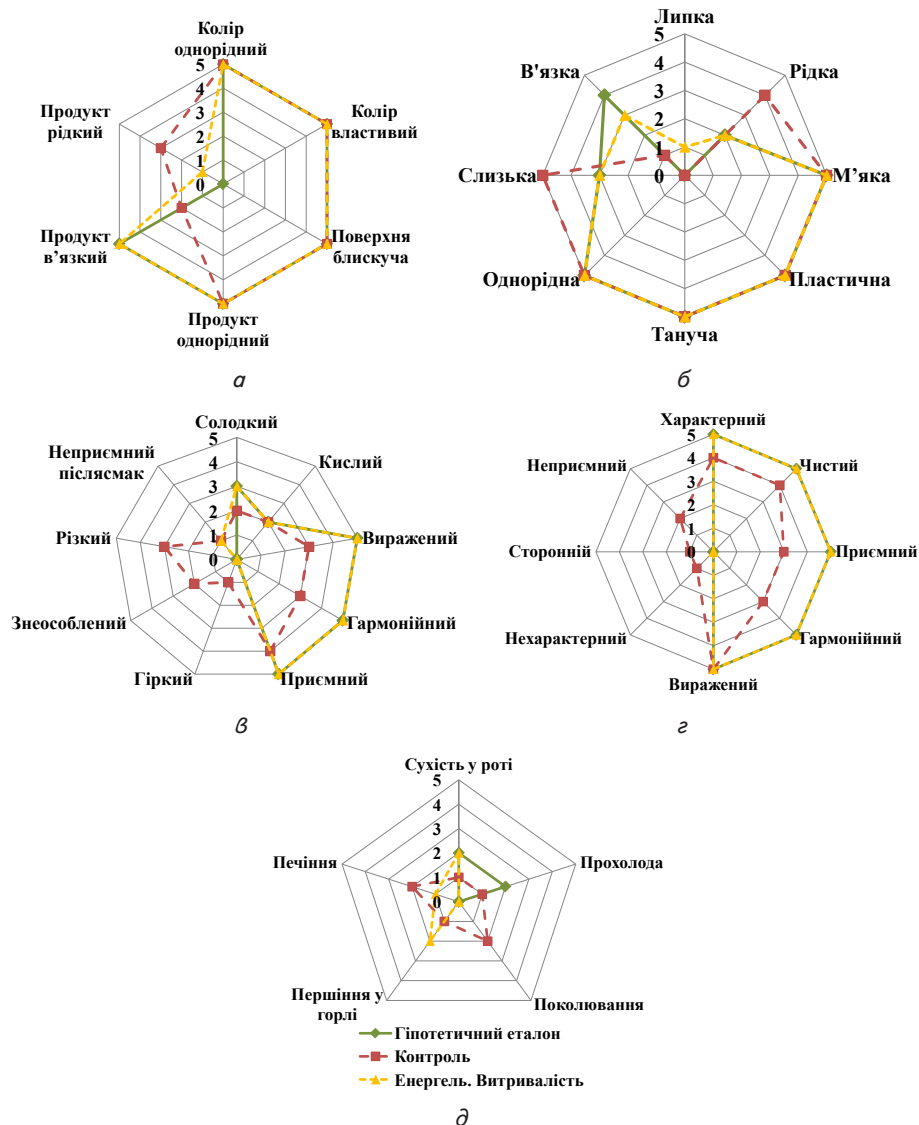 Колір
однорідний
5
4
3
2
1
0
Колір
властивий
Поверхня
блискуча
Продукт
однорідний
Продукт
в’язкий
Продукт
рідкий
а
Липка
5
4
3
2
1
0
Рідка
М’яка
Пластична
Тануча
Однорідна
Слизька
В'язка
б
Солодкий
5
4
3
2
1
0
Кислий
Виражений
Гармонійний
Приємний
Гіркий
Знеособлений
Різкий
Неприємний
післясмак
в
Характерний
5
4
3
2
1
0
Чистий
Приємний
Гармонійний
Виражений
Нехарактерний
Сторонній
Неприємний
г
Сухість у роті
5
4
3
2
1
0
Прохолода
Поколювання
Першіння у
горлі
Печіння
Гіпотетичний еталон
Контроль
Енергель. Витривалість
д